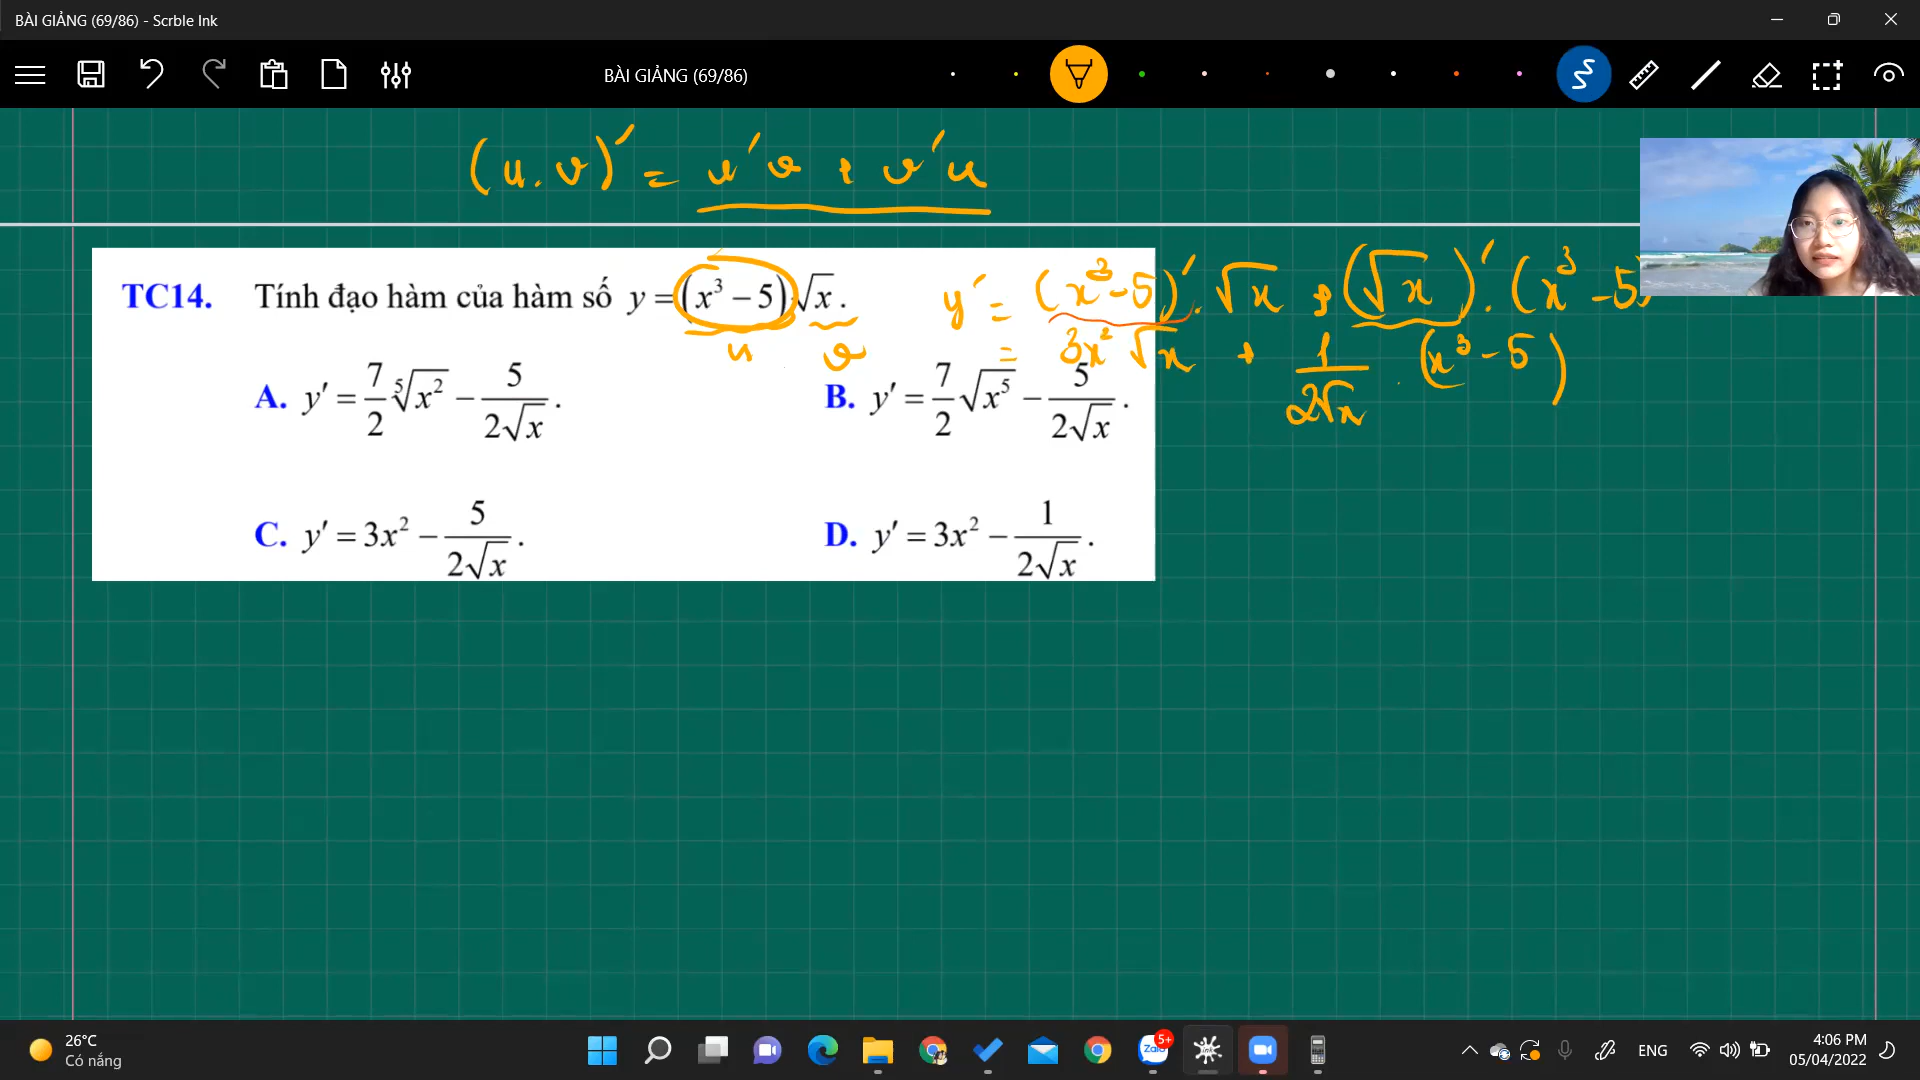 BÀI GIẢNG (69/86) - Scrble Ink
BÀI GIẢNG (69/86)
(u.v)' = u'v + v'u
TC14. Tính đạo hàm của hàm số y = (x³ − 5)√x.
u v
y' = (x³-5)'.√x + (√x)'.(x³-5)
= 3x²√x + 1/(2√x) . (x³-5)
A. y' = 7/2 ⁵√x² − 5/(2√x).
B. y' = 7/2 √x⁵ − 5/(2√x).
C. y' = 3x² − 5/(2√x).
D. y' = 3x² − 1/(2√x).
26°C
Có nắng
Zalo
5+
ENG
4:06 PM
05/04/2022